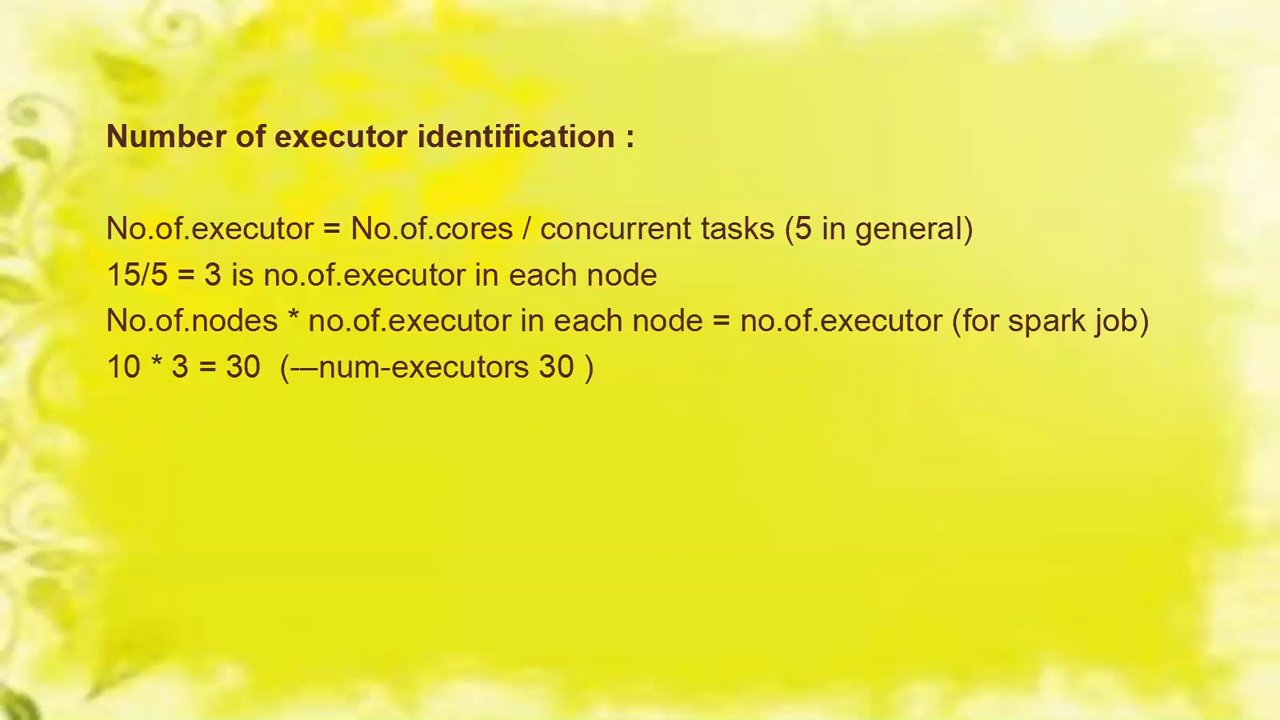 Number of executor identification :
No.of.executor = No.of.cores / concurrent tasks (5 in general)
15/5 = 3 is no.of.executor in each node
No.of.nodes * no.of.executor in each node = no.of.executor (for spark job)
10 * 3 = 30  (-–num-executors 30 )